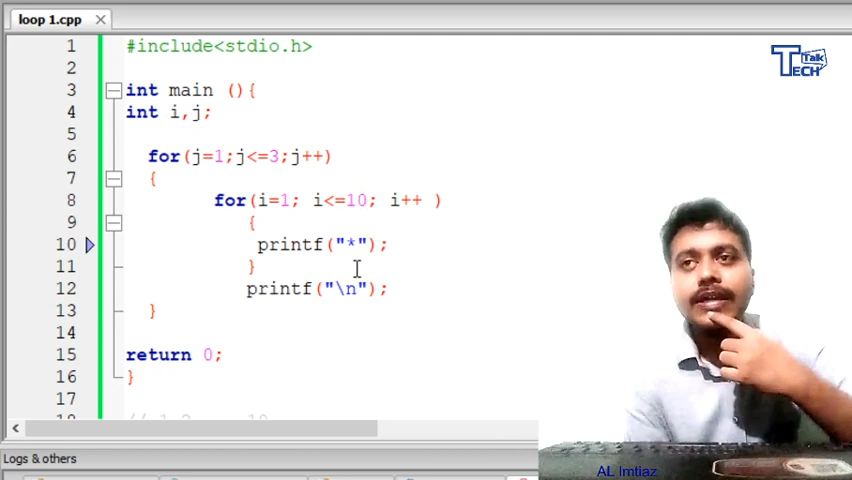 loop 1.cpp
Talk
TECH
1 #include<stdio.h>
2
3 int main (){
4 int i,j;
5
6 for(j=1;j<=3;j++)
7 {
8 for(i=1; i<=10; i++ )
9 {
10 printf("*");
11 }
12 printf("\n");
13 }
14
15 return 0;
16 }
17
Logs & others
AL Imtiaz